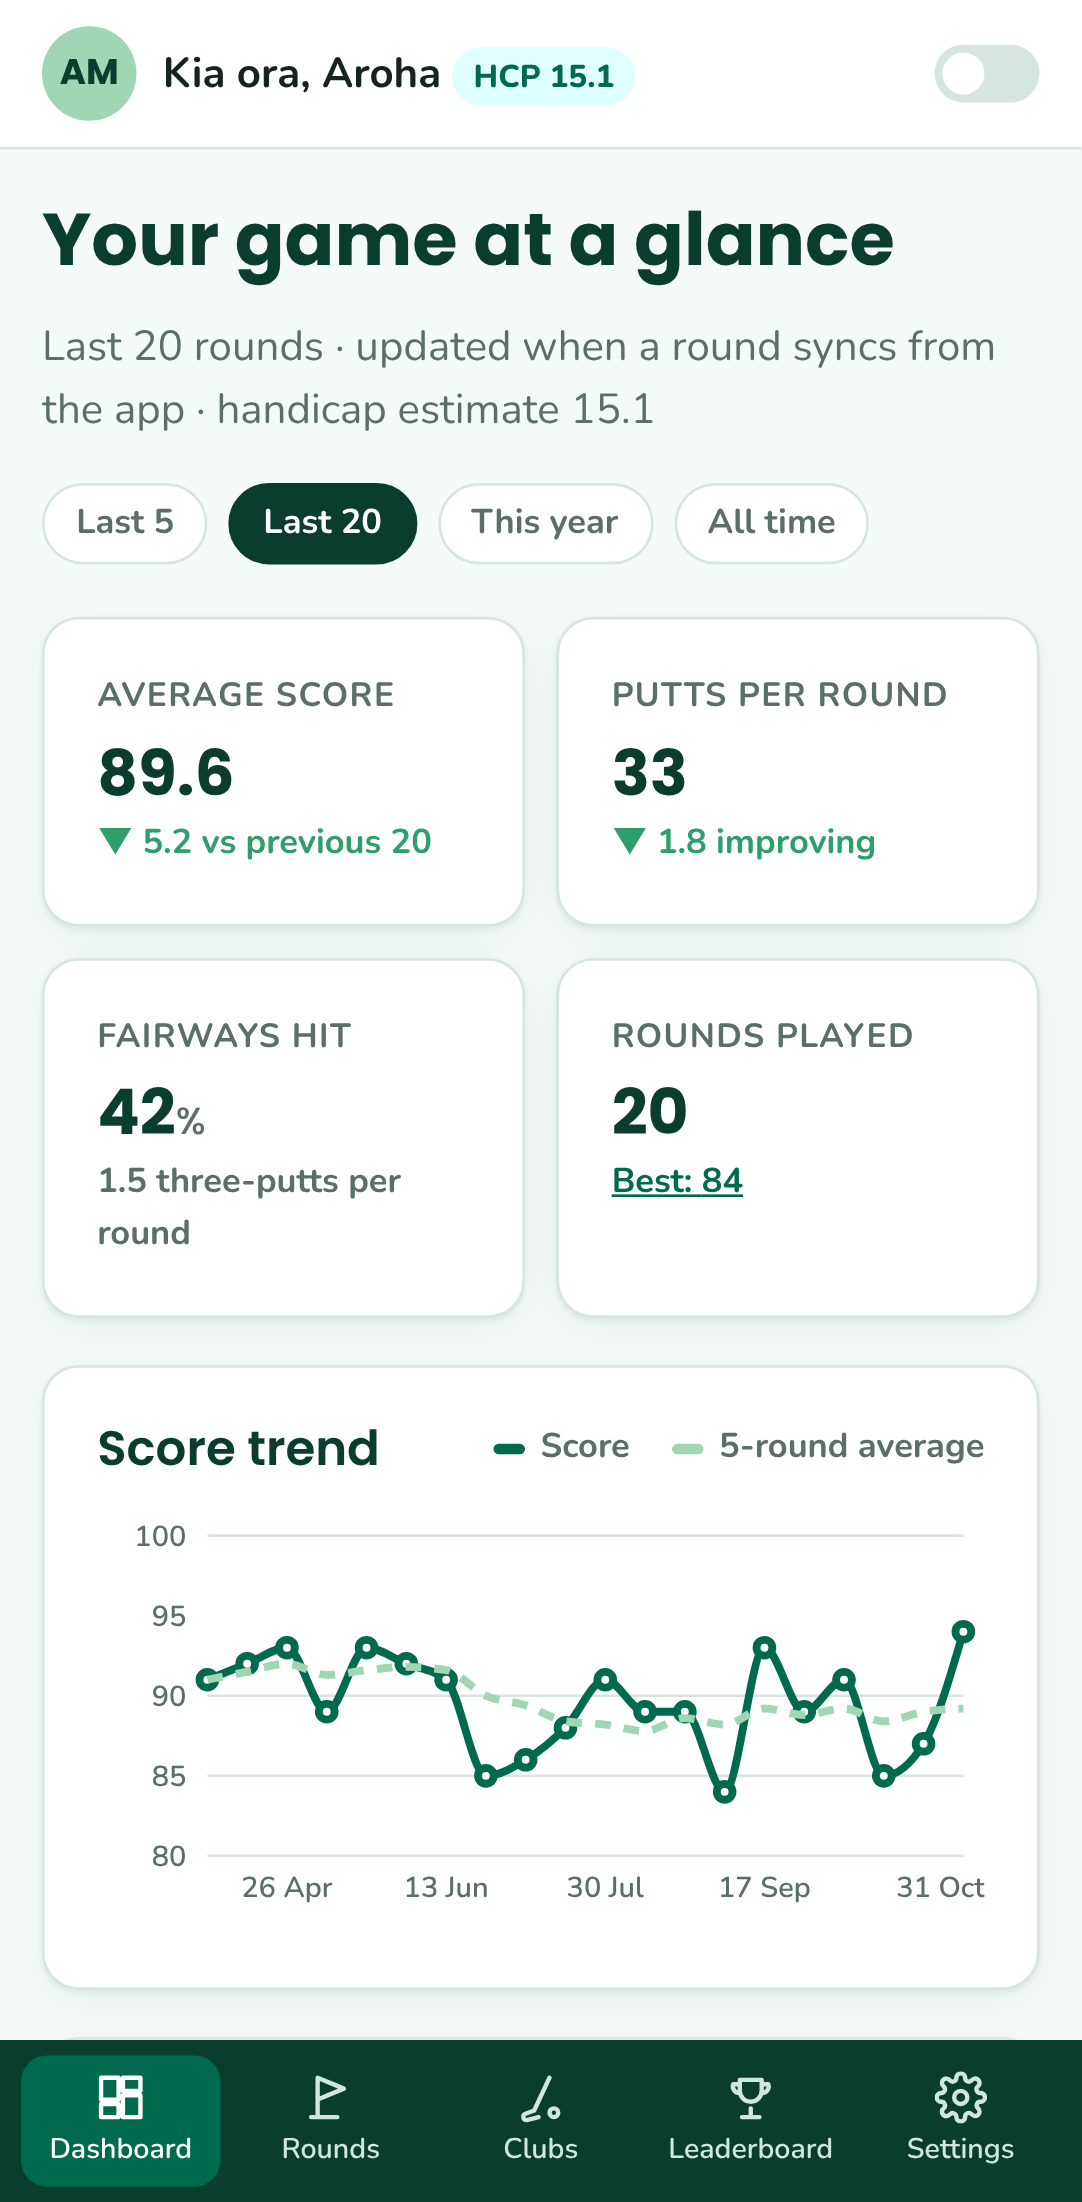 AM
Kia ora, Aroha
HCP 15.1
Your game at a glance
Last 20 rounds · updated when a round syncs from
the app · handicap estimate 15.1
Last 5
Last 20
This year
All time
AVERAGE SCORE
89.6
▼ 5.2 vs previous 20
PUTTS PER ROUND
33
▼ 1.8 improving
FAIRWAYS HIT
42%
1.5 three-putts per
round
ROUNDS PLAYED
20
Best: 84
Score trend
Score
5-round average
100
95
90
85
80
26 Apr
13 Jun
30 Jul
17 Sep
31 Oct
Dashboard
Rounds
Clubs
Leaderboard
Settings